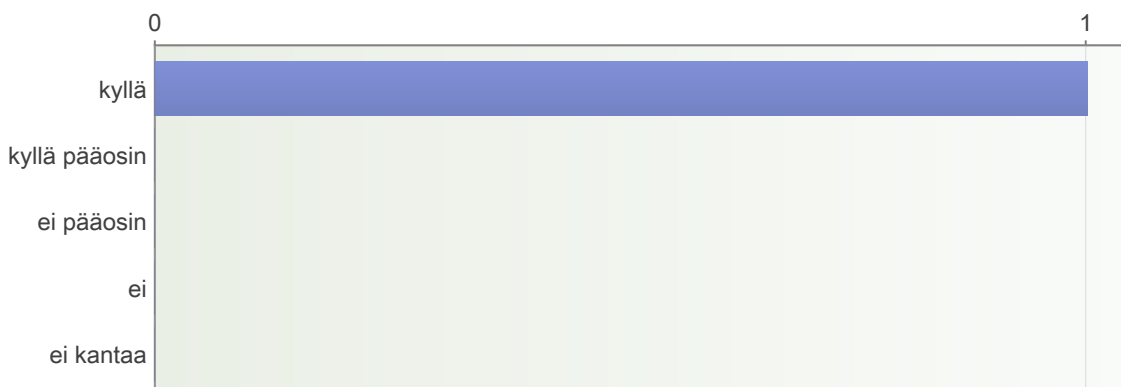 0 1
kyllä
kyllä pääosin
ei pääosin
ei
ei kantaa